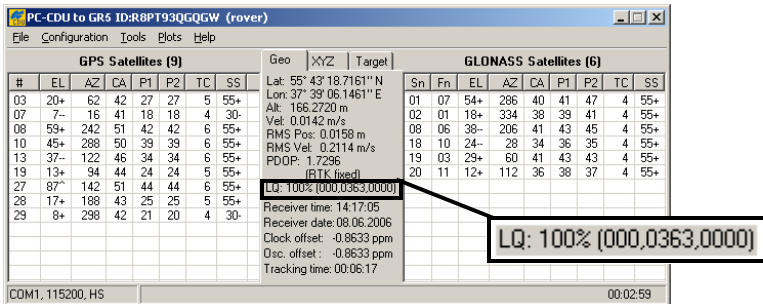 PC-CDU to GR5 ID:R8PT93QGQGW (rover)
File Configuration Tools Plots Help
GPS Satellites (9)
# EL AZ CA P1 P2 TC SS
03 20+ 62 42 27 27 5 55+
07 7-- 16 41 18 18 4 30-
08 59+ 242 51 42 42 6 55+
10 45+ 288 50 39 39 6 55+
13 37-- 122 46 34 34 6 55+
19 13+ 94 44 24 24 5 55+
27 87^ 142 51 44 44 6 55+
28 17+ 188 43 25 25 5 55+
29 8+ 298 42 21 20 4 30-
Geo XYZ Target
Lat: 55° 43' 18.7161'' N
Lon: 37° 39' 06.1461'' E
Alt: 166.2720 m
Vel: 0.0142 m/s
RMS Pos: 0.0158 m
RMS Vel: 0.2114 m/s
PDOP: 1.7296
(RTK fixed)
LQ: 100% (000,0363,0000)
Receiver time: 14:17:05
Receiver date: 08.06.2006
Clock offset: -0.8633 ppm
Osc. offset : -0.8633 ppm
Tracking time: 00:06:17
GLONASS Satellites (6)
Sn Fn EL AZ CA P1 P2 TC SS
01 07 54+ 286 40 41 47 4 55+
02 01 18+ 334 38 39 41 4 55+
08 06 38-- 206 41 43 45 4 55+
18 10 24-- 28 34 36 35 4 55+
19 03 29+ 60 41 43 43 4 55+
20 11 12+ 112 36 38 37 4 55+
LQ: 100% (000,0363,0000)
COM1, 115200, HS
00:02:59